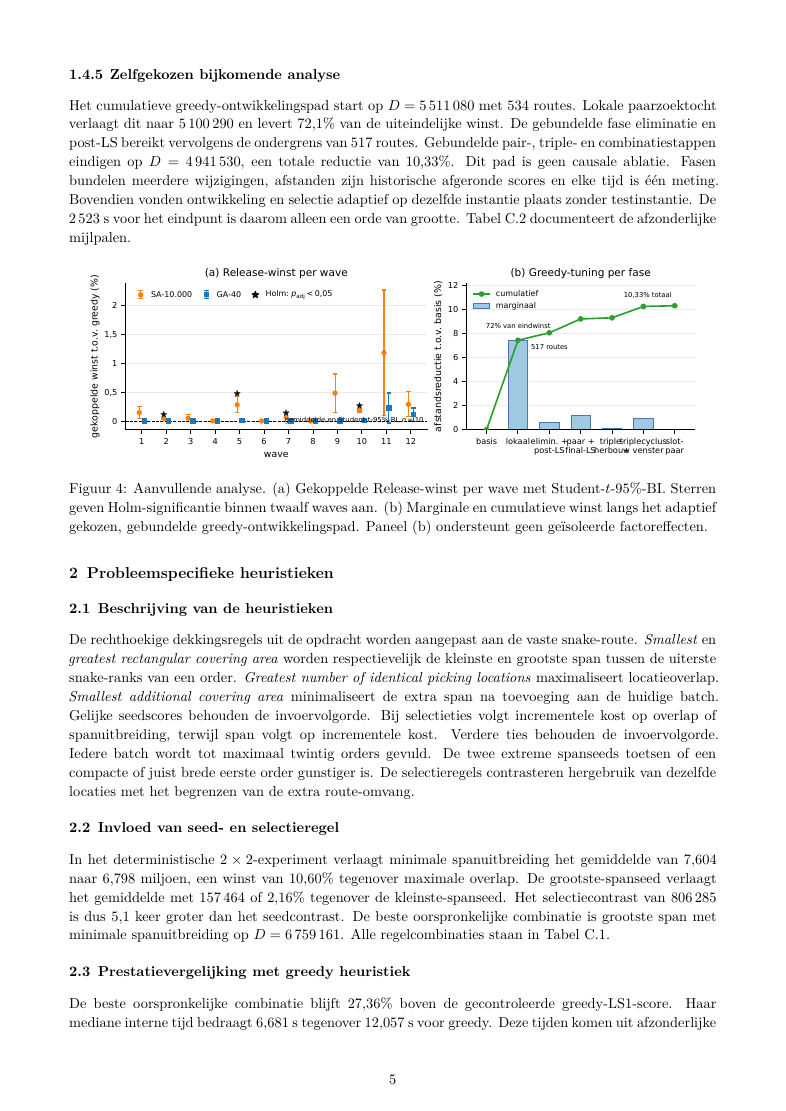 1.4.5 Zelfgekozen bijkomende analyse
Het cumulatieve greedy-ontwikkelingspad start op D = 5 511 080 met 534 routes. Lokale paarzoektocht
verlaagt dit naar 5 100 290 en levert 72,1% van de uiteindelijke winst. De gebundelde fase eliminatie en
post-LS bereikt vervolgens de ondergrens van 517 routes. Gebundelde pair-, triple- en combinatiestappen
eindigen op D = 4 941 530, een totale reductie van 10,33%. Dit pad is geen causale ablatie. Fasen
bundelen meerdere wijzigingen, afstanden zijn historische afgeronde scores en elke tijd is één meting.
Bovendien vonden ontwikkeling en selectie adaptief op dezelfde instantie plaats zonder testinstantie. De
2 523 s voor het eindpunt is daarom alleen een orde van grootte. Tabel C.2 documenteert de afzonderlijke
mijlpalen.
(a) Release-winst per wave
gekoppelde winst t.o.v. greedy (%)
SA-10.000 GA-40 Holm: p_adj < 0,05
2
1,5
1
0,5
0
1 2 3 4 5 6 7 8 9 10 11 12
wave
(b) Greedy-tuning per fase
afstandsreductie t.o.v. basis (%)
cumulatief
marginaal
10,33% totaal
72% van eindwinst
517 routes
12
10
8
6
4
2
0
basis lokaal elimin. + paar + triple triplecyclus slot-
post-LS final-LS herbouw + venster paar
Figuur 4: Aanvullende analyse. (a) Gekoppelde Release-winst per wave met Student-t-95%-BI. Sterren
geven Holm-significantie binnen twaalf waves aan. (b) Marginale en cumulatieve winst langs het adaptief
gekozen, gebundelde greedy-ontwikkelingspad. Paneel (b) ondersteunt geen geïsoleerde factoreffecten.
2 Probleemspecifieke heuristieken
2.1 Beschrijving van de heuristieken
De rechthoekige dekkingsregels uit de opdracht worden aangepast aan de vaste snake-route. Smallest en
greatest rectangular covering area worden respectievelijk de kleinste en grootste span tussen de uiterste
snake-ranks van een order. Greatest number of identical picking locations maximaliseert locatieoverlap.
Smallest additional covering area minimaliseert de extra span na toevoeging aan de huidige batch.
Gelijke seedscores behouden de invoervolgorde. Bij selectieties volgt incrementele kost op overlap of
spanuitbreiding, terwijl span volgt op incrementele kost. Verdere ties behouden de invoervolgorde.
Iedere batch wordt tot maximaal twintig orders gevuld. De twee extreme spanseeds toetsen of een
compacte of juist brede eerste order gunstiger is. De selectieregels contrasteren hergebruik van dezelfde
locaties met het begrenzen van de extra route-omvang.
2.2 Invloed van seed- en selectieregel
In het deterministische 2 × 2-experiment verlaagt minimale spanuitbreiding het gemiddelde van 7,604
naar 6,798 miljoen, een winst van 10,60% tegenover maximale overlap. De grootste-spanseed verlaagt
het gemiddelde met 157 464 of 2,16% tegenover de kleinste-spanseed. Het selectiecontrast van 806 285
is dus 5,1 keer groter dan het seedcontrast. De beste oorspronkelijke combinatie is grootste span met
minimale spanuitbreiding op D = 6 759 161. Alle regelcombinaties staan in Tabel C.1.
2.3 Prestatievergelijking met greedy heuristiek
De beste oorspronkelijke combinatie blijft 27,36% boven de gecontroleerde greedy-LS1-score. Haar
mediane interne tijd bedraagt 6,681 s tegenover 12,057 s voor greedy. Deze tijden komen uit afzonderlijke
5